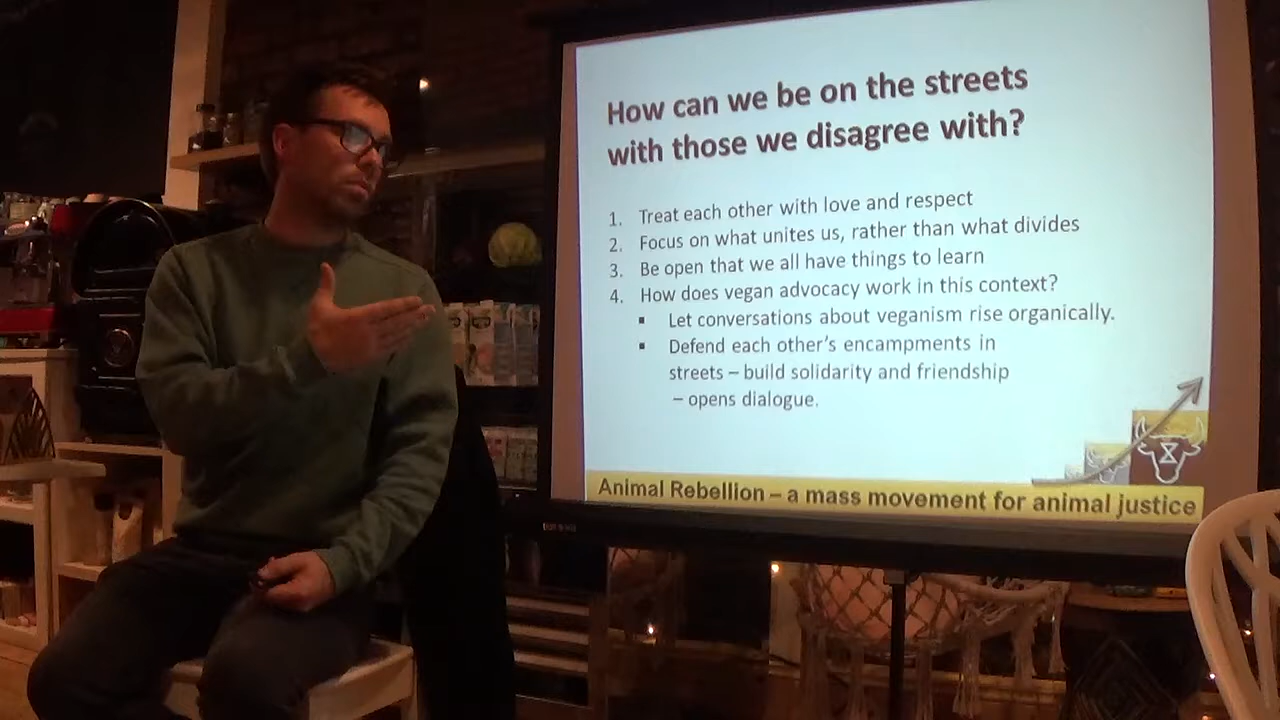 How can we be on the streets
with those we disagree with?
1. Treat each other with love and respect
2. Focus on what unites us, rather than what divides
3. Be open that we all have things to learn
4. How does vegan advocacy work in this context?
▪ Let conversations about veganism rise organically.
▪ Defend each other's encampments in
streets – build solidarity and friendship
– opens dialogue.
Animal Rebellion – a mass movement for animal justice